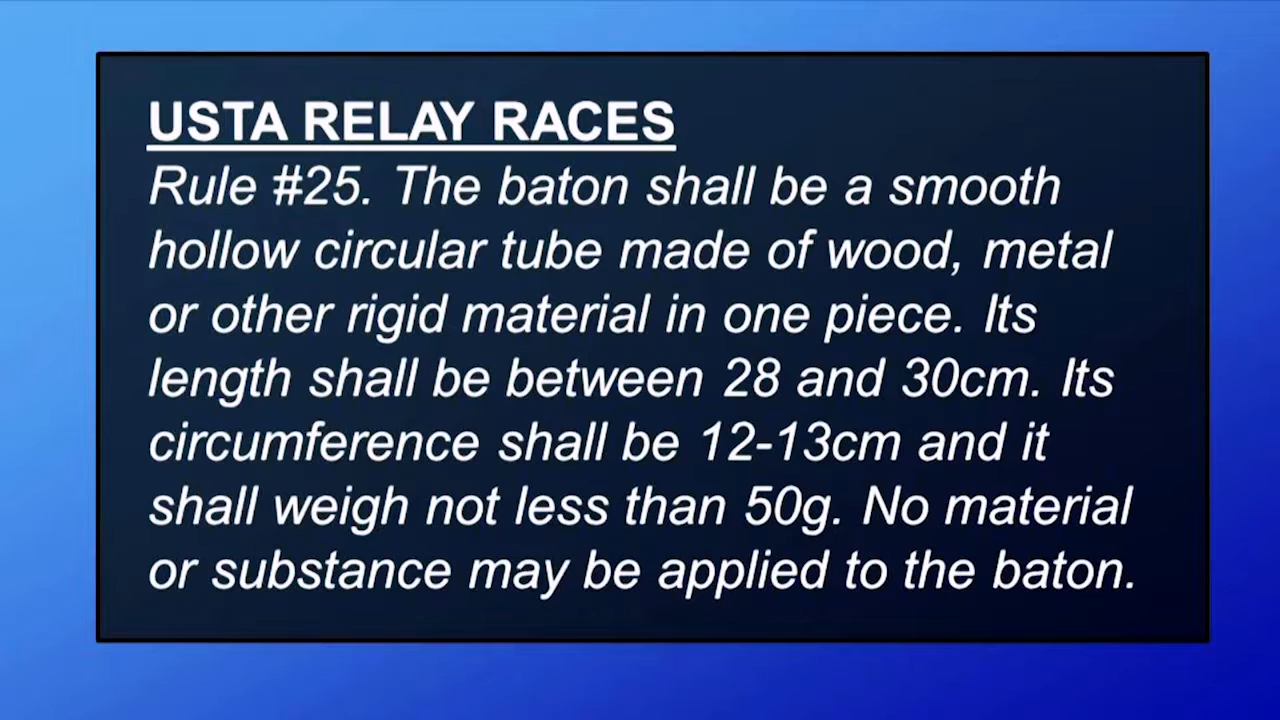 USTA RELAY RACES
Rule #25. The baton shall be a smooth
hollow circular tube made of wood, metal
or other rigid material in one piece. Its
length shall be between 28 and 30cm. Its
circumference shall be 12-13cm and it
shall weigh not less than 50g. No material
or substance may be applied to the baton.